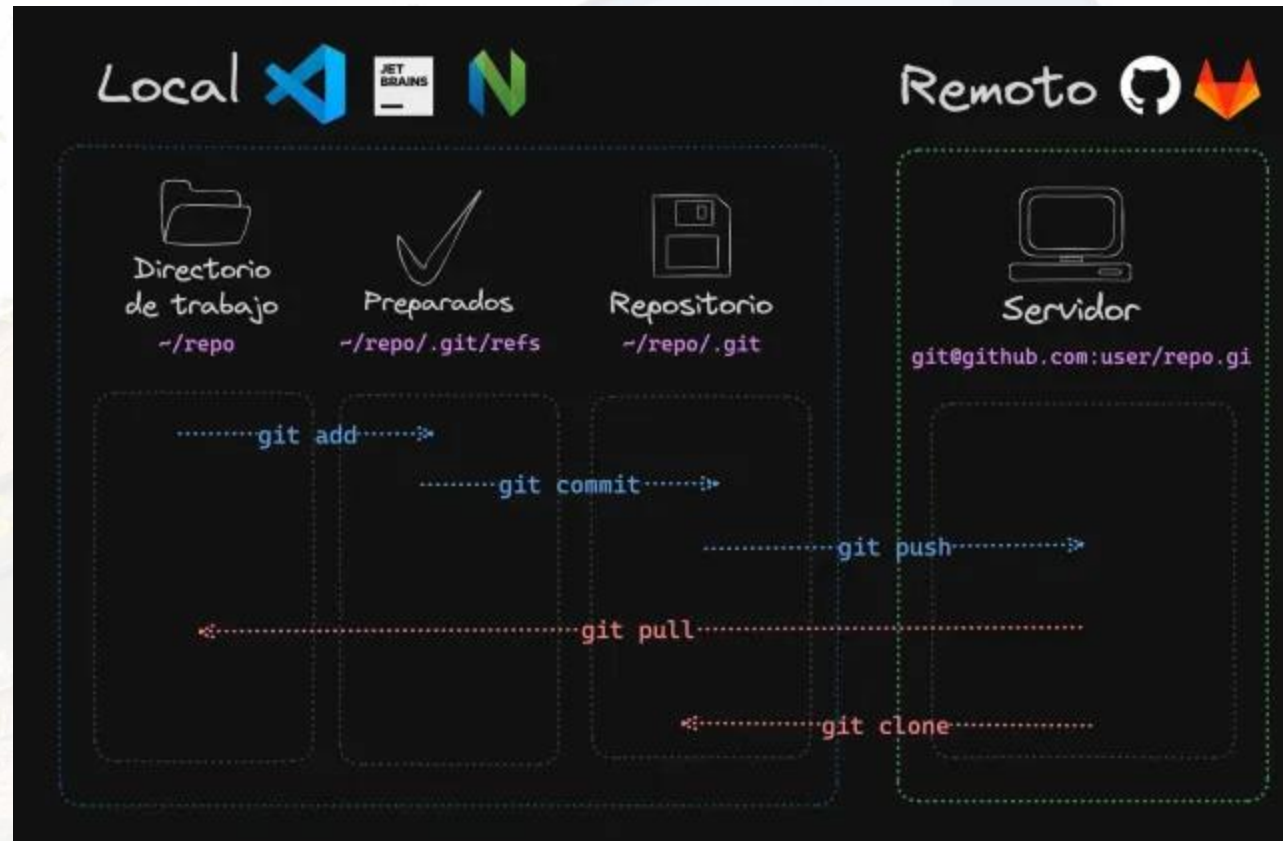 Local
JET
BRAINS
Remoto
Directorio
de trabajo
~/repo
Preparados
~/repo/.git/refs
Repositorio
~/repo/.git
Servidor
git@github.com:user/repo.gi
git add
git commit
git push
git pull
git clone